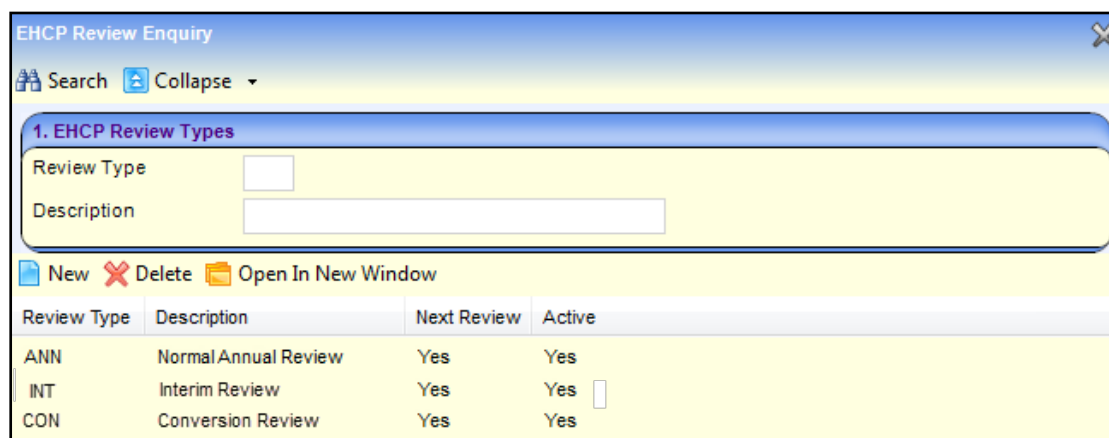 EHCP Review Enquiry
Search Collapse
1. EHCP Review Types
Review Type
Description
New Delete Open In New Window
Review Type Description Next Review Active
ANN Normal Annual Review Yes Yes
INT Interim Review Yes Yes
CON Conversion Review Yes Yes